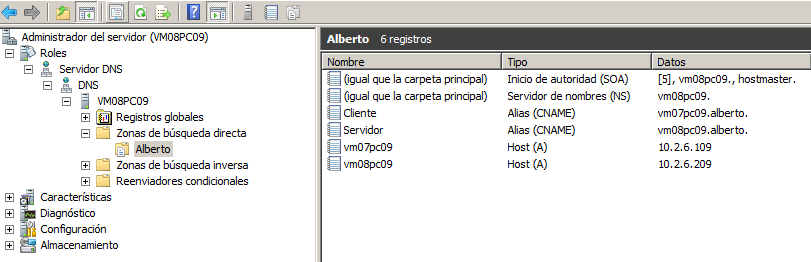 Administrador del servidor (VM08PC09)
Roles
Servidor DNS
DNS
VM08PC09
Registros globales
Zonas de búsqueda directa
Alberto
Zonas de búsqueda inversa
Reenviadores condicionales
Características
Diagnóstico
Configuración
Almacenamiento
Alberto 6 registros
Nombre Tipo Datos
(igual que la carpeta principal) Inicio de autoridad (SOA) [5], vm08pc09., hostmaster.
(igual que la carpeta principal) Servidor de nombres (NS) vm08pc09.
Cliente Alias (CNAME) vm07pc09.alberto.
Servidor Alias (CNAME) vm08pc09.alberto.
vm07pc09 Host (A) 10.2.6.109
vm08pc09 Host (A) 10.2.6.209